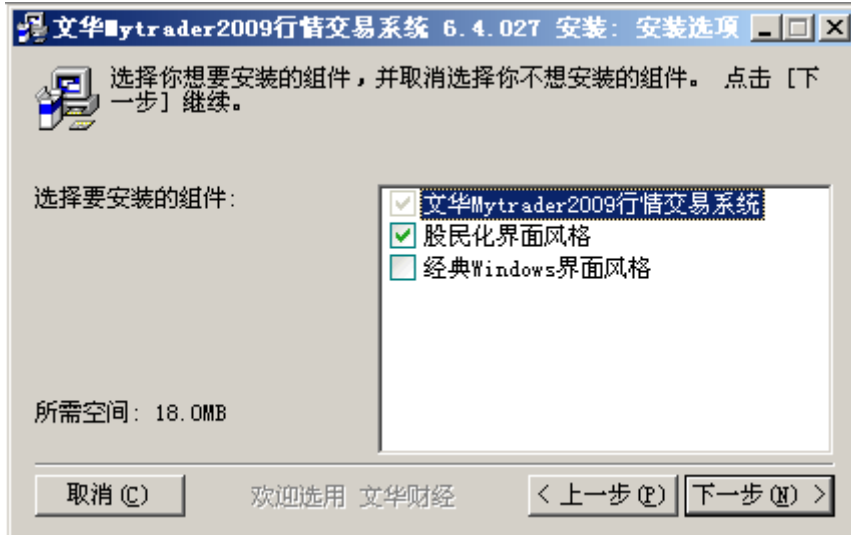 文华Mytrader2009行情交易系统 6.4.027 安装: 安装选项
选择你想要安装的组件，并取消选择你不想安装的组件。 点击 [下
一步] 继续。
选择要安装的组件:
文华Mytrader2009行情交易系统
股民化界面风格
经典Windows界面风格
所需空间: 18.0MB
取消(C)
欢迎选用 文华财经
< 上一步(P)
下一步(N) >